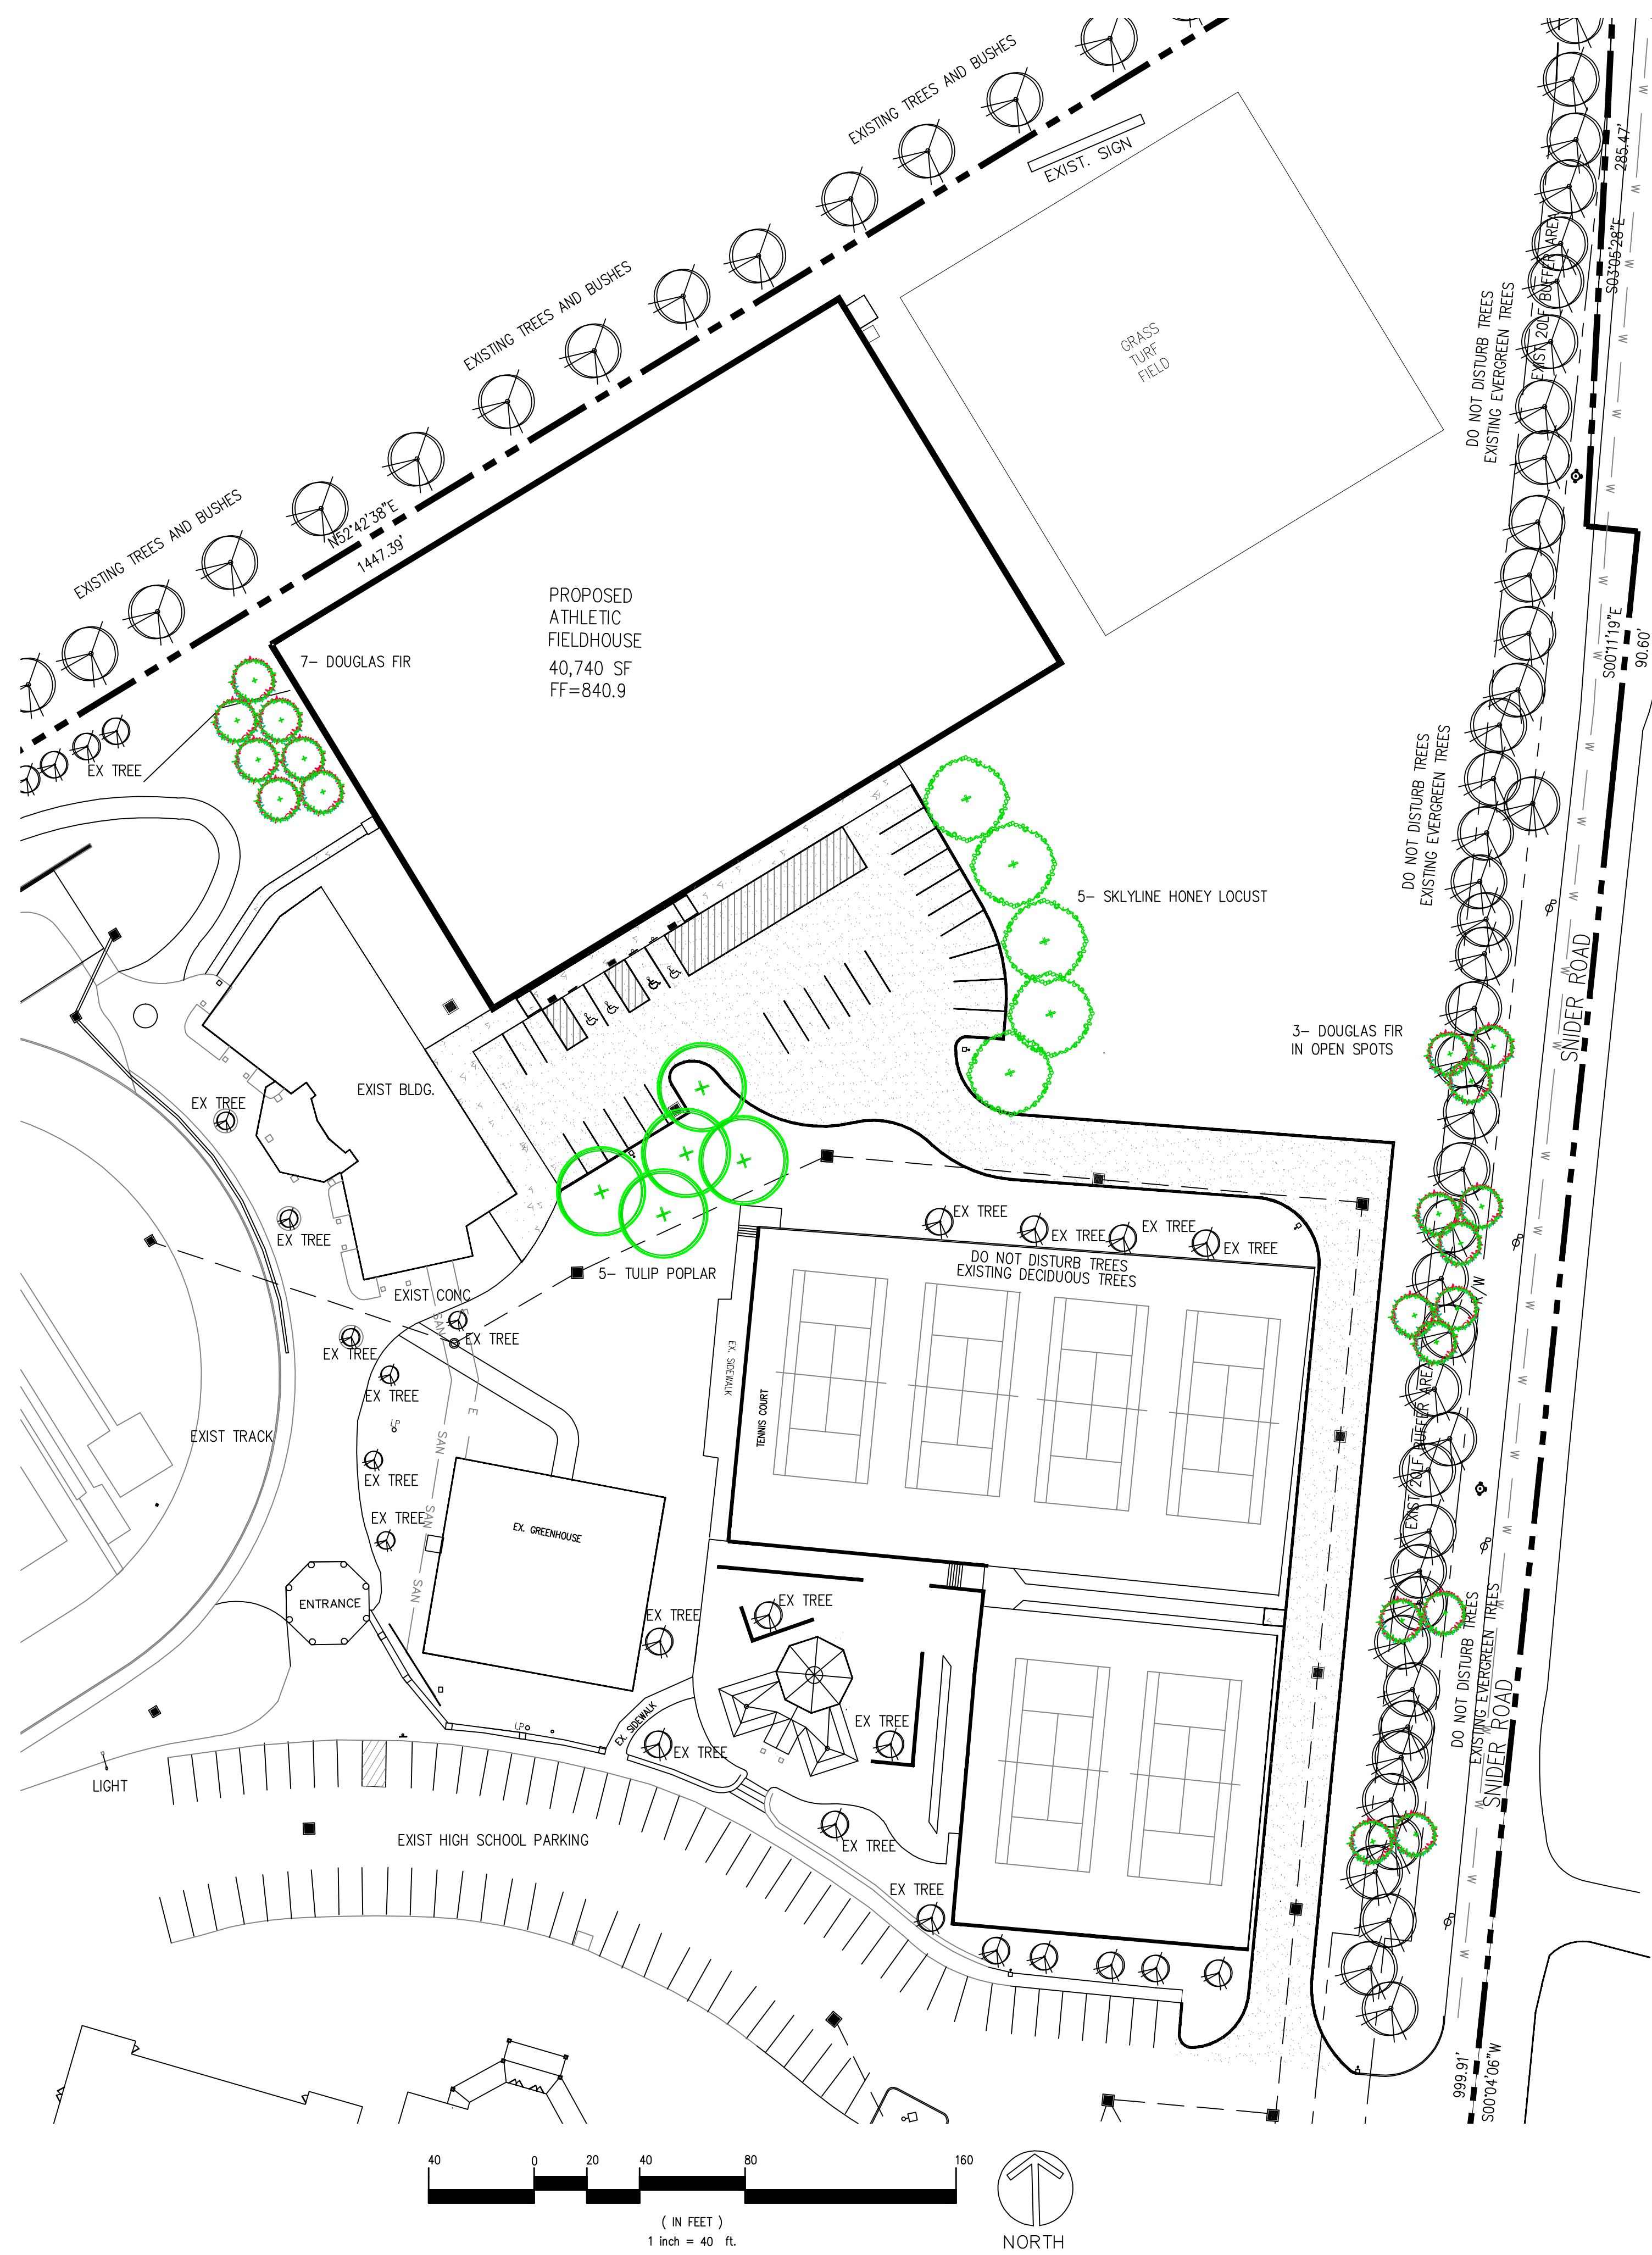 EXISTING TREES AND BUSHES
EXIST. SIGN
285.47'
S03°05'28"E
EXIST 20LF BUFFER AREA
EXISTING TREES AND BUSHES
GRASS
TURF
FIELD
DO NOT DISTURB TREES
EXISTING EVERGREEN TREES
EXISTING TREES AND BUSHES
N52°42'38"E
1447.39'
PROPOSED
ATHLETIC
FIELDHOUSE
40,740 SF
FF=840.9
S00°11'19"E
90.60'
7- DOUGLAS FIR
EX TREE
DO NOT DISTURB TREES
EXISTING EVERGREEN TREES
5- SKLYLINE HONEY LOCUST
SNIDER ROAD
3- DOUGLAS FIR
IN OPEN SPOTS
EXIST BLDG.
EX TREE
EX TREE
EX TREE
EX TREE
EX TREE
EX TREE
DO NOT DISTURB TREES
EXISTING DECIDUOUS TREES
5- TULIP POPLAR
EXIST CONC
SAN
E
EX TREE
EX TREE
EX TREE
EX. SIDEWALK
TENNIS COURT
R/W
EXIST 20LF BUFFER AREA
LP
E
EXIST TRACK
SAN
EX TREE
EX TREE
SAN
EX. GREENHOUSE
SAN
ENTRANCE
EX TREE
EX TREE
DO NOT DISTURB TREES
EXISTING EVERGREEN TREES
SNIDER ROAD
EX. SIDEWALK
LP
EX TREE
EX TREE
LIGHT
EXIST HIGH SCHOOL PARKING
EX TREE
EX TREE
W
999.91'
S00°04'06"W
40
0
20
40
80
160
( IN FEET )
1 inch = 40 ft.
NORTH